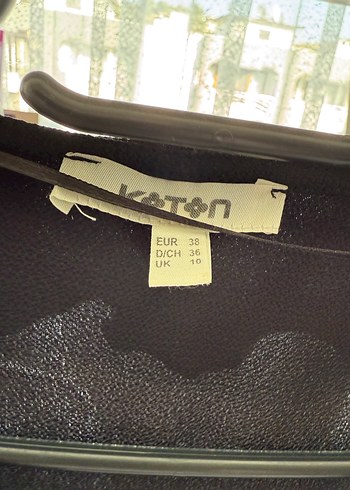 KOTON
EUR 38
D/CH 36
UK 10